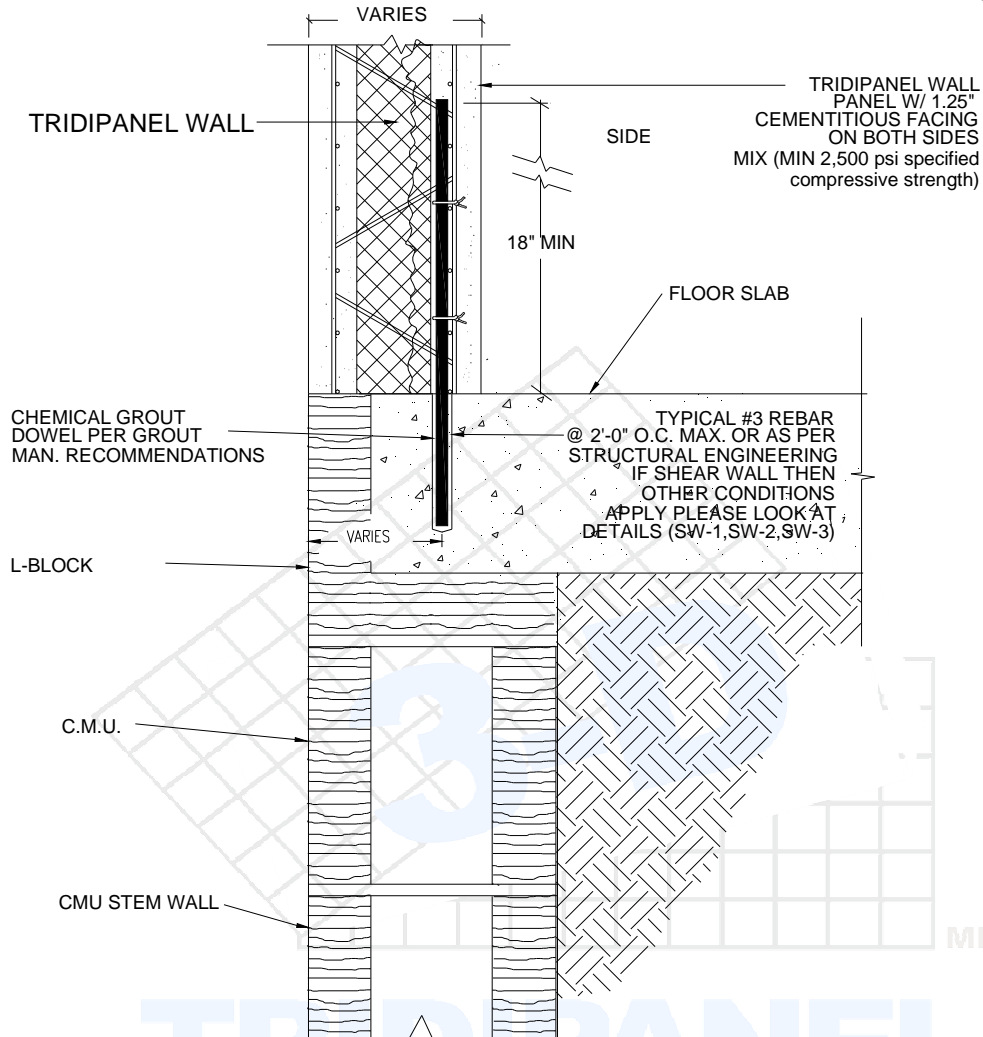 VARIES
TRIDIPANEL WALL
SIDE
TRIDIPANEL WALL
PANEL W/ 1.25"
CEMENTITIOUS FACING
ON BOTH SIDES
MIX (MIN 2,500 psi specified
compressive strength)
18" MIN
FLOOR SLAB
CHEMICAL GROUT
DOWEL PER GROUT
MAN. RECOMMENDATIONS
TYPICAL #3 REBAR
@ 2'-0" O.C. MAX. OR AS PER
STRUCTURAL ENGINEERING
IF SHEAR WALL THEN
OTHER CONDITIONS
APPLY PLEASE LOOK AT
DETAILS (SW-1,SW-2,SW-3)
VARIES
L-BLOCK
3-D
C.M.U.
CMU STEM WALL
TRIDIPANEL